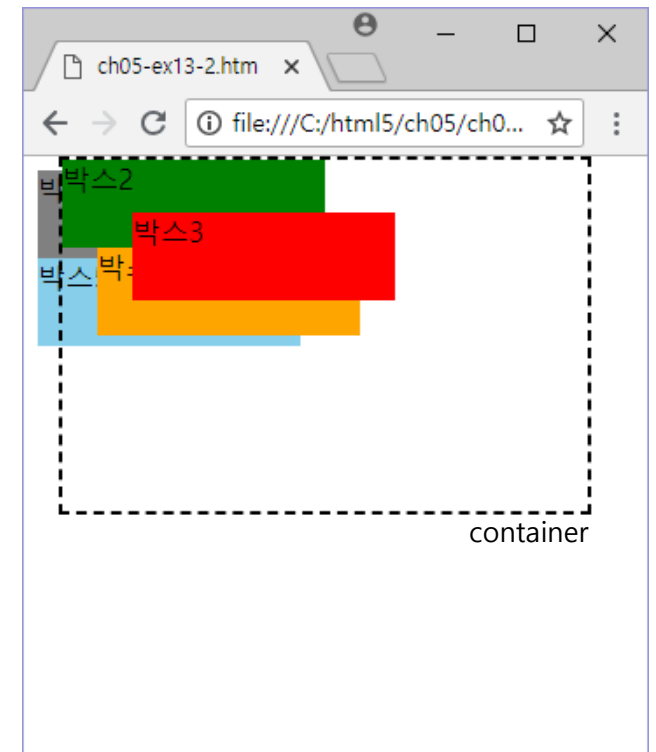 ch05-ex13-2.htm
file:///C:/html5/ch05/ch0...
박스2
박스3
container